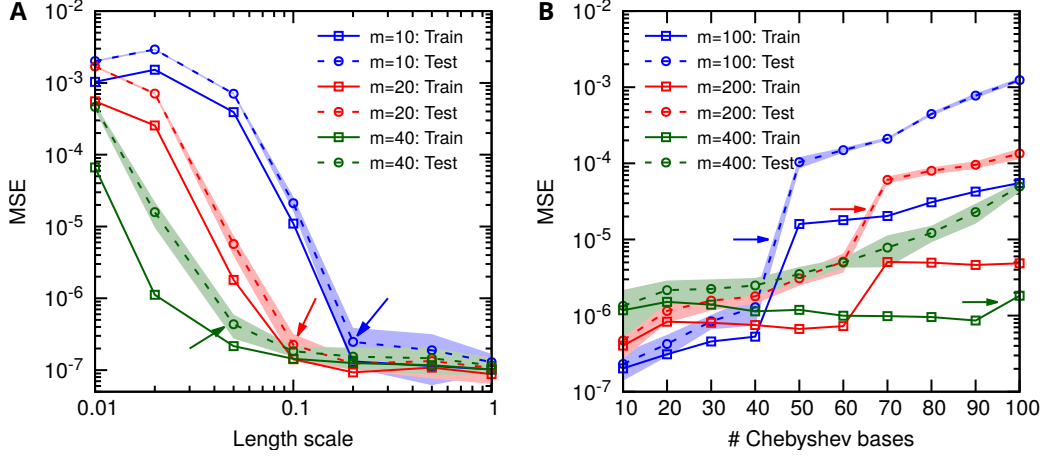 A
MSE
10⁻²
10⁻³
10⁻⁴
10⁻⁵
10⁻⁶
10⁻⁷
m=10: Train
m=10: Test
m=20: Train
m=20: Test
m=40: Train
m=40: Test
0.01 0.1 1
Length scale
B
MSE
10⁻²
10⁻³
10⁻⁴
10⁻⁵
10⁻⁶
10⁻⁷
m=100: Train
m=100: Test
m=200: Train
m=200: Test
m=400: Train
m=400: Test
10 20 30 40 50 60 70 80 90 100
# Chebyshev bases